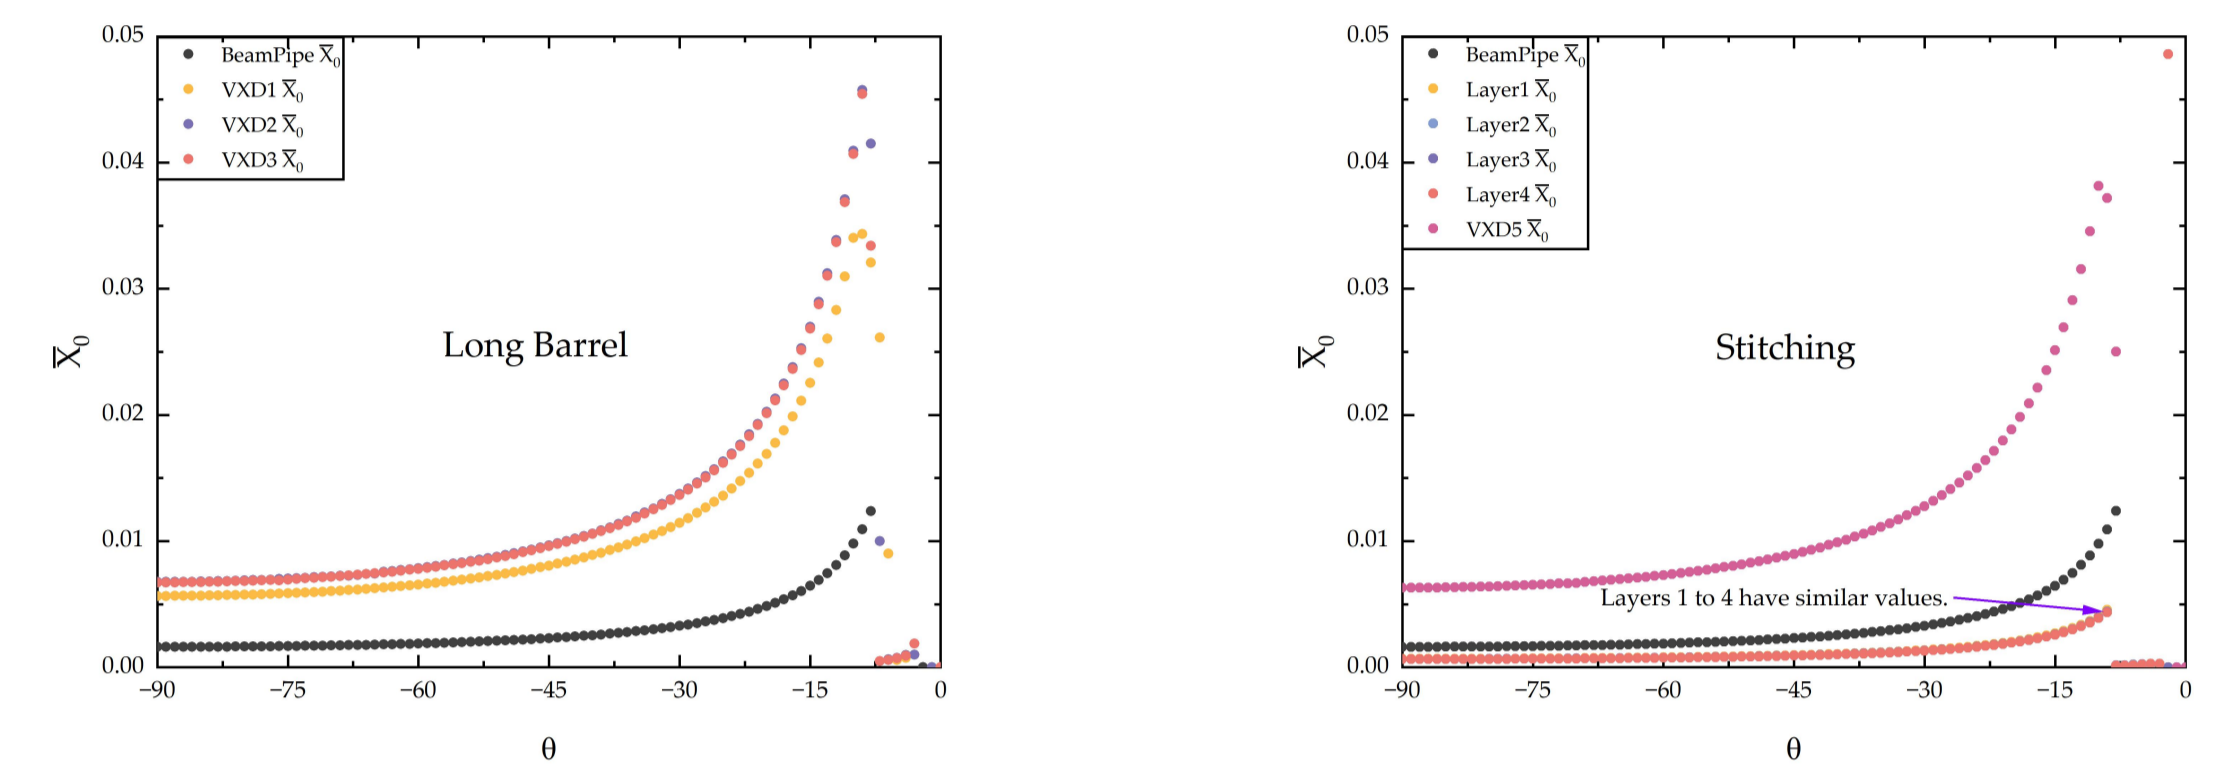 0.05
0.04
0.03
0.02
0.01
0.00
X̅₀
BeamPipe X̅₀
VXD1 X̅₀
VXD2 X̅₀
VXD3 X̅₀
Long Barrel
−90 −75 −60 −45 −30 −15 0
θ
0.05
0.04
0.03
0.02
0.01
0.00
X̅₀
BeamPipe X̅₀
Layer1 X̅₀
Layer2 X̅₀
Layer3 X̅₀
Layer4 X̅₀
VXD5 X̅₀
Stitching
Layers 1 to 4 have similar values.
−90 −75 −60 −45 −30 −15 0
θ